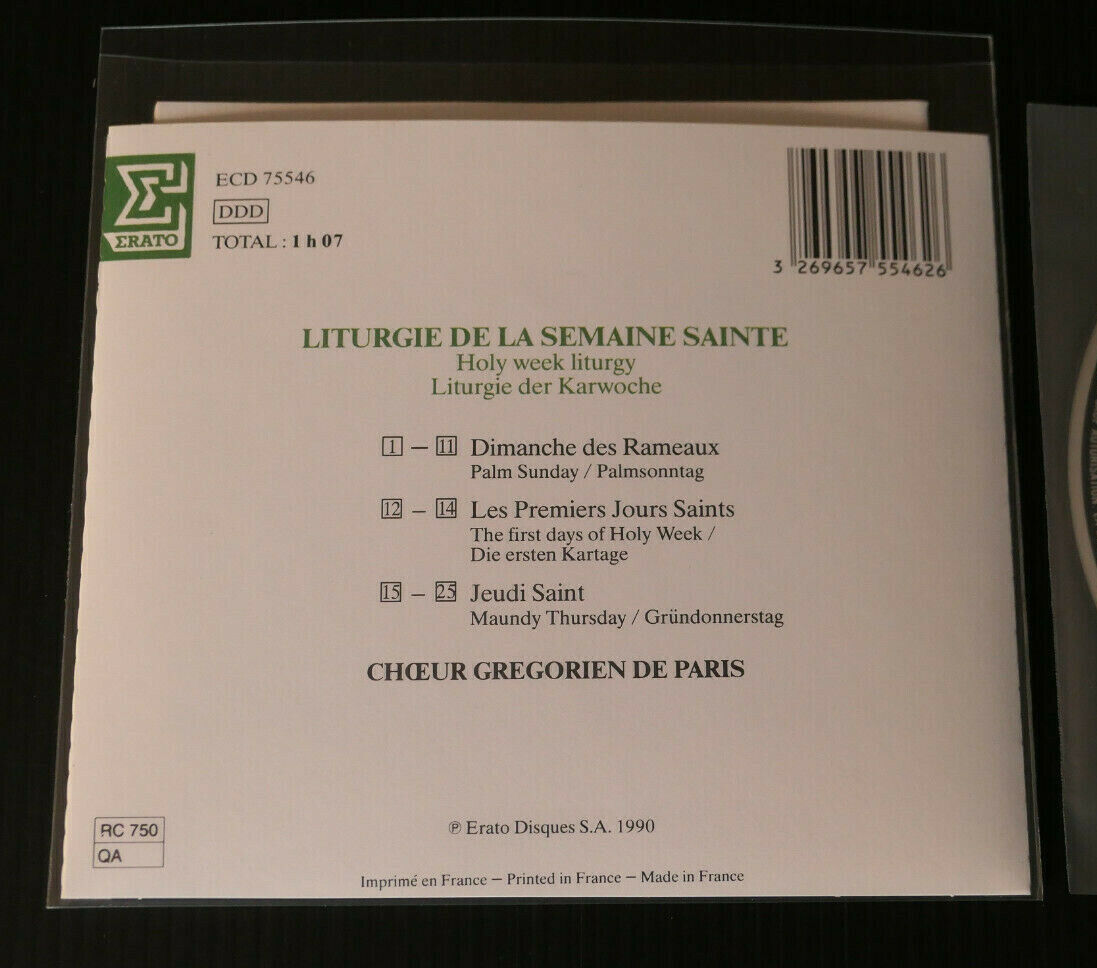 ECD 75546
DDD
TOTAL : 1 h 07
ΣRATO
3 269657 554626
LITURGIE DE LA SEMAINE SAINTE
Holy week liturgy
Liturgie der Karwoche
1 – 11 Dimanche des Rameaux
Palm Sunday / Palmsonntag
12 – 14 Les Premiers Jours Saints
The first days of Holy Week /
Die ersten Kartage
15 – 25 Jeudi Saint
Maundy Thursday / Gründonnerstag
CHŒUR GREGORIEN DE PARIS
RC 750
QA
℗ Erato Disques S.A. 1990
Imprimé en France – Printed in France – Made in France